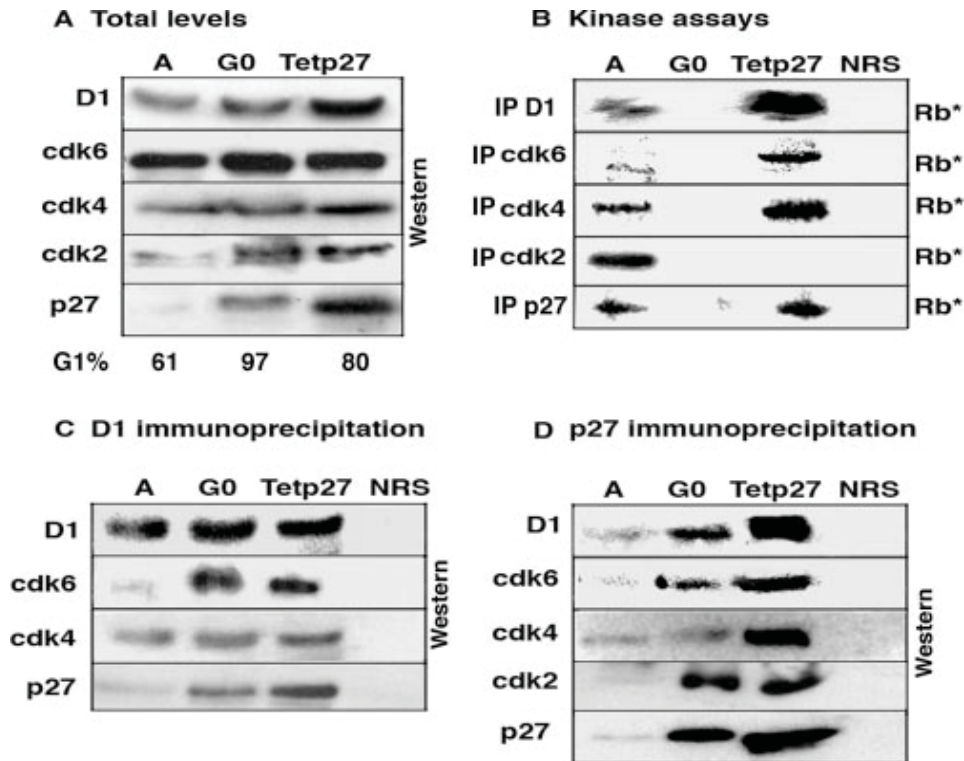 A Total levels
A G0 Tetp27
D1
cdk6
cdk4
cdk2
p27
Western
G1% 61 97 80
B Kinase assays
A G0 Tetp27 NRS
IP D1 Rb*
IP cdk6 Rb*
IP cdk4 Rb*
IP cdk2 Rb*
IP p27 Rb*
C D1 immunoprecipitation
A G0 Tetp27 NRS
D1
cdk6
cdk4
p27
Western
D p27 immunoprecipitation
A G0 Tetp27 NRS
D1
cdk6
cdk4
cdk2
p27
Western